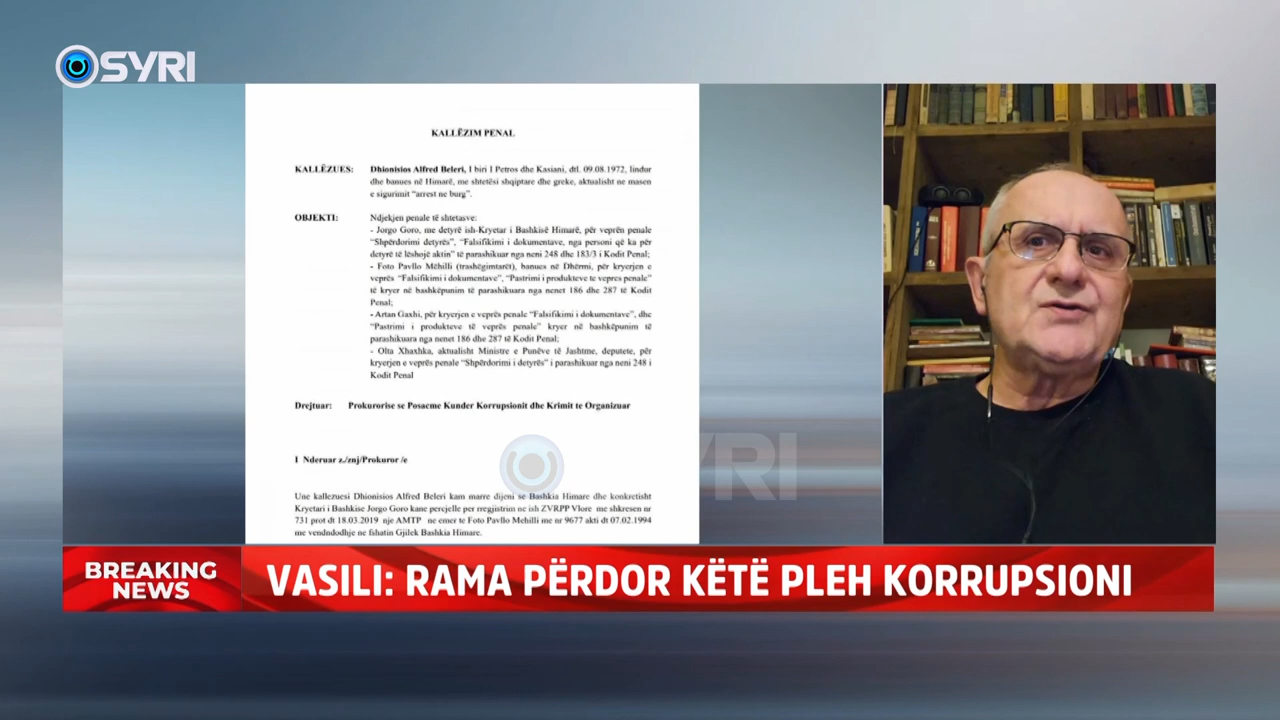 SYRI
KALLËZIM PENAL
KALLËZUES: Dhionisios Alfred Beleri, I biri I Petros dhe Kasiani, dtl. 09.08.1972, lindur
dhe banues në Himarë, me shtetësi shqiptare dhe greke, aktualisht ne masen
e sigurimit “arrest ne burg”.
OBJEKTI: Ndjekjen penale të shtetasve:
- Jorgo Goro, me detyrë ish-Kryetar i Bashkisë Himarë, për veprën penale
“Shpërdorimi detyrës”, “Falsifikimi i dokumentave, nga personi që ka për
detyrë të lëshojë aktin” të parashikuar nga neni 248 dhe 183/3 i Kodit Penal;
- Foto Pavllo Mëhilli (trashëgimtarët), banues në Dhërmi, për kryerjen e
veprës “Falsifikimi i dokumentave”, “Pastrimi i produkteve te vepres penale”
të kryer në bashkëpunim të parashikuara nga nenet 186 dhe 287 të Kodit
Penal;
- Artan Gaxhi, për kryerjen e veprës penale “Falsifikimi i dokumentave”, dhe
“Pastrimi i produkteve të veprës penale” kryer në bashkëpunim të
parashikuara nga nenet 186 dhe 287 të Kodit Penal;
- Olta Xhaxhka, aktualisht Ministre e Punëve të Jashtme, deputete, për
kryerjen e veprës penale “Shpërdorimi i detyrës” i parashikuar nga neni 248 i
Kodit Penal
Drejtuar: Prokurorise se Posacme Kunder Korrupsionit dhe Krimit te Organizuar
I Nderuar z./znj/Prokuror /e
Une kallezuesi Dhionisios Alfred Beleri kam marre dijeni se Bashkia Himare dhe konkretisht
Kryetari i Bashkise Jorgo Goro kane percjelle per rregjistrim ne ish ZVRPP Vlore me shkresen nr
731 prot dt 18.03.2019 nje AMTP ne emer te Foto Pavllo Mehilli me nr 9677 akti dt 07.02.1994
me vendndodhje ne fshatin Gjilek Bashkia Himare.
BREAKING
NEWS
VASILI: RAMA PËRDOR KËTË PLEH KORRUPSIONI